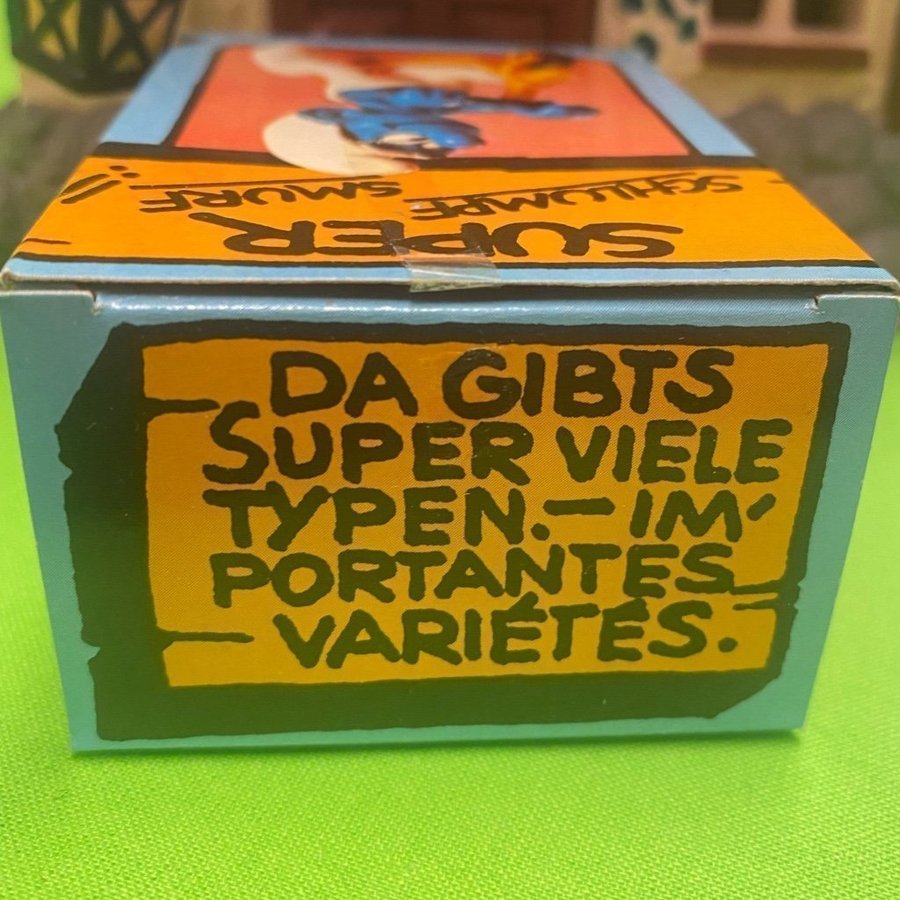 SUPER
SCHLUMPF
SMURF
DA GIBTS
SUPER VIELE
TYPEN.– IM'
PORTANTES
VARIÉTÉS.